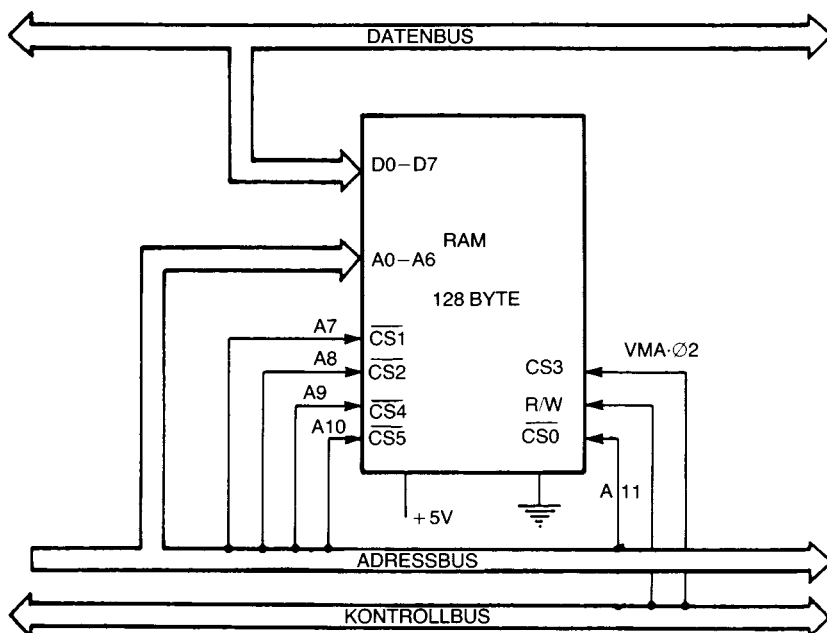 DATENBUS
D0–D7
RAM
A0–A6
128 BYTE
A7
CS1
A8
CS2
A9
CS4
A10
CS5
VMA·Ø2
CS3
R/W
CS0
A 11
+5V
ADRESSBUS
KONTROLLBUS